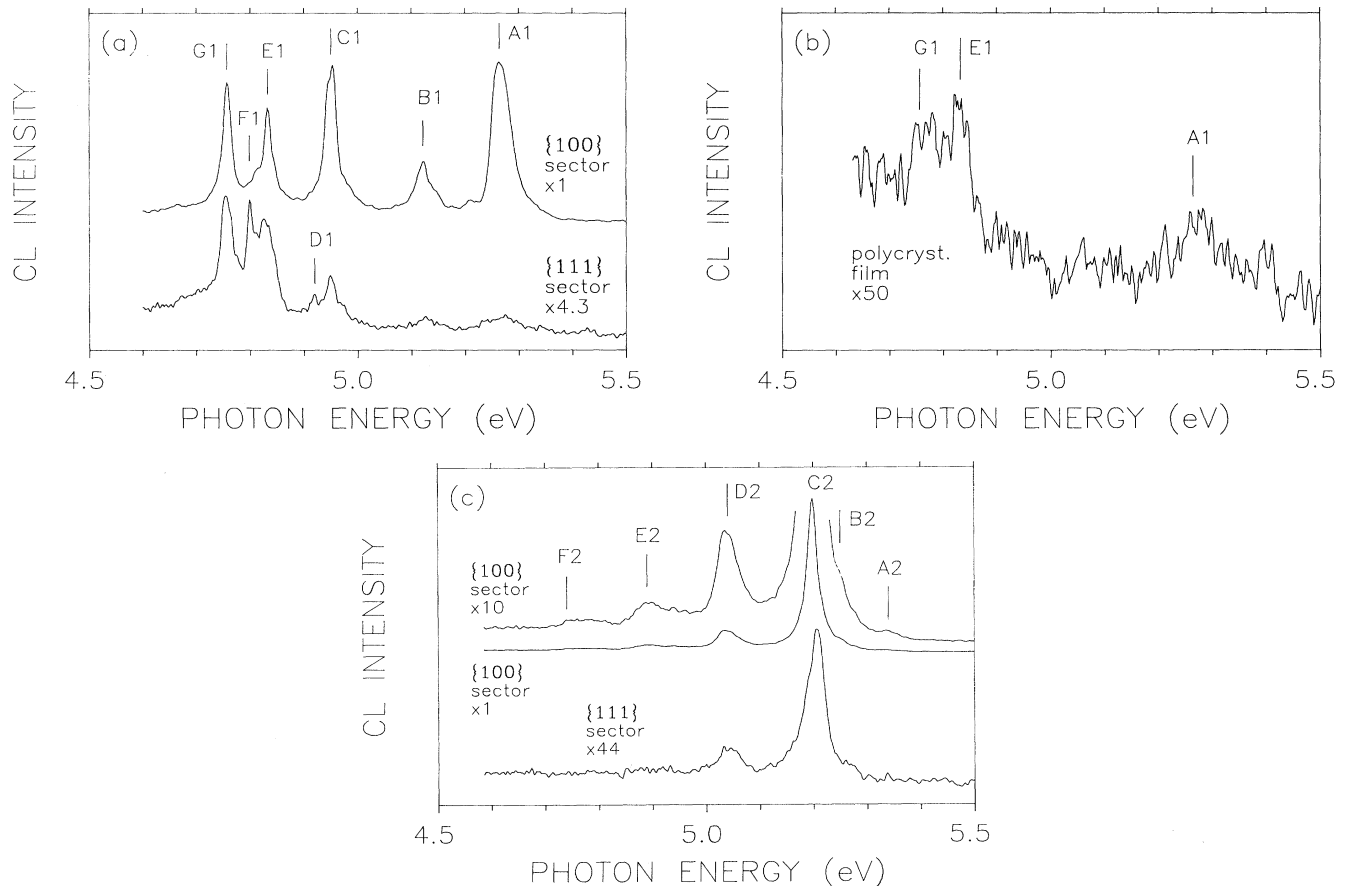 (a)
G1
E1
C1
A1
F1
B1
{100}
sector
x1
D1
{111}
sector
x4.3
CL INTENSITY
4.5
5.0
5.5
PHOTON ENERGY (eV)
(b)
G1
E1
A1
polycryst.
film
x50
CL INTENSITY
4.5
5.0
5.5
PHOTON ENERGY (eV)
(c)
D2
C2
B2
E2
F2
A2
{100}
sector
x10
{100}
sector
x1
{111}
sector
x44
CL INTENSITY
4.5
5.0
5.5
PHOTON ENERGY (eV)